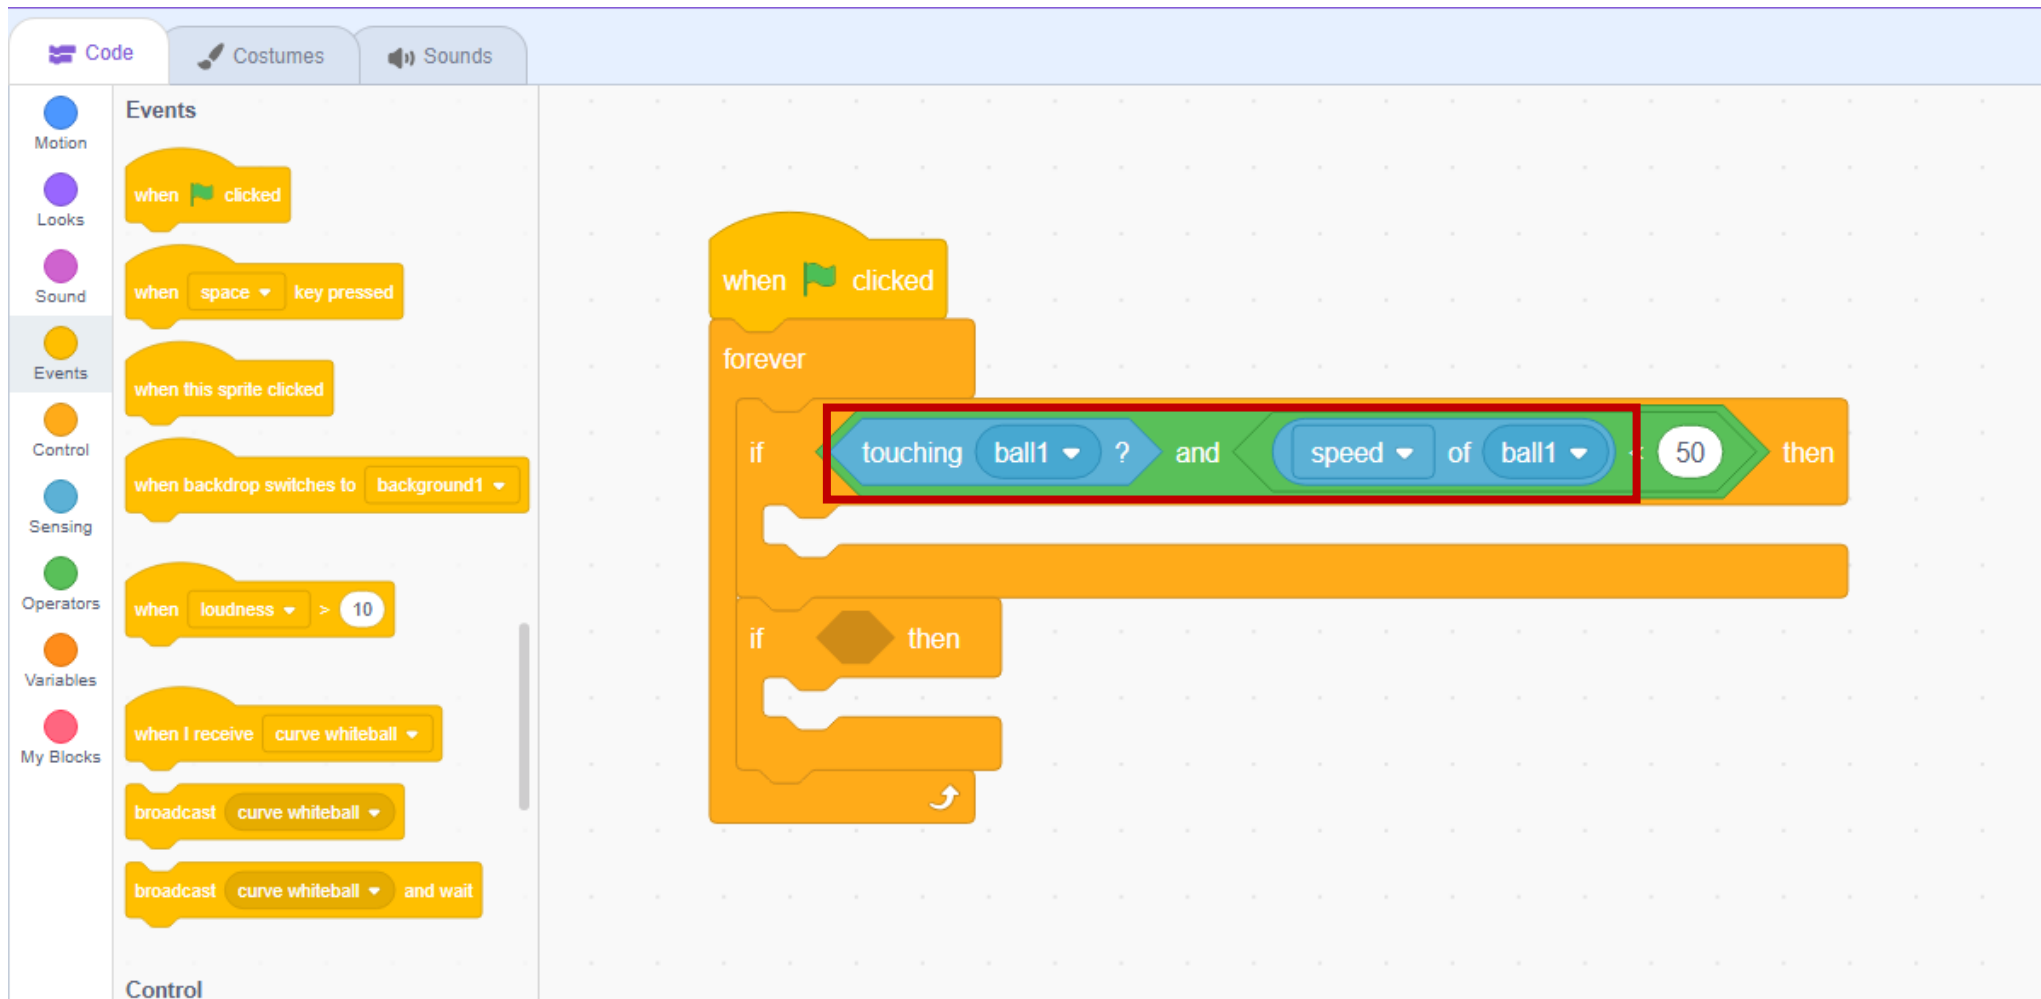 Code
Costumes
Sounds
Motion
Looks
Sound
Events
Control
Sensing
Operators
Variables
My Blocks
Events
when clicked
when space key pressed
when this sprite clicked
when backdrop switches to background1
when loudness > 10
when I receive curve whiteball
broadcast curve whiteball
broadcast curve whiteball and wait
Control
when clicked
forever
if touching ball1 ? and speed of ball1 < 50 then
if then